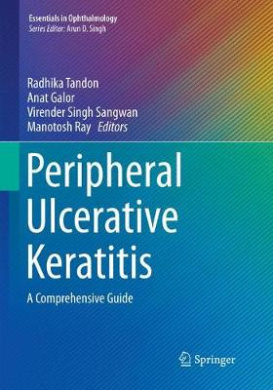 Essentials in Ophthalmology
Series Editor: Arun D. Singh
Radhika Tandon
Anat Galor
Virender Singh Sangwan
Manotosh Ray Editors
Peripheral
Ulcerative
Keratitis
A Comprehensive Guide
Springer